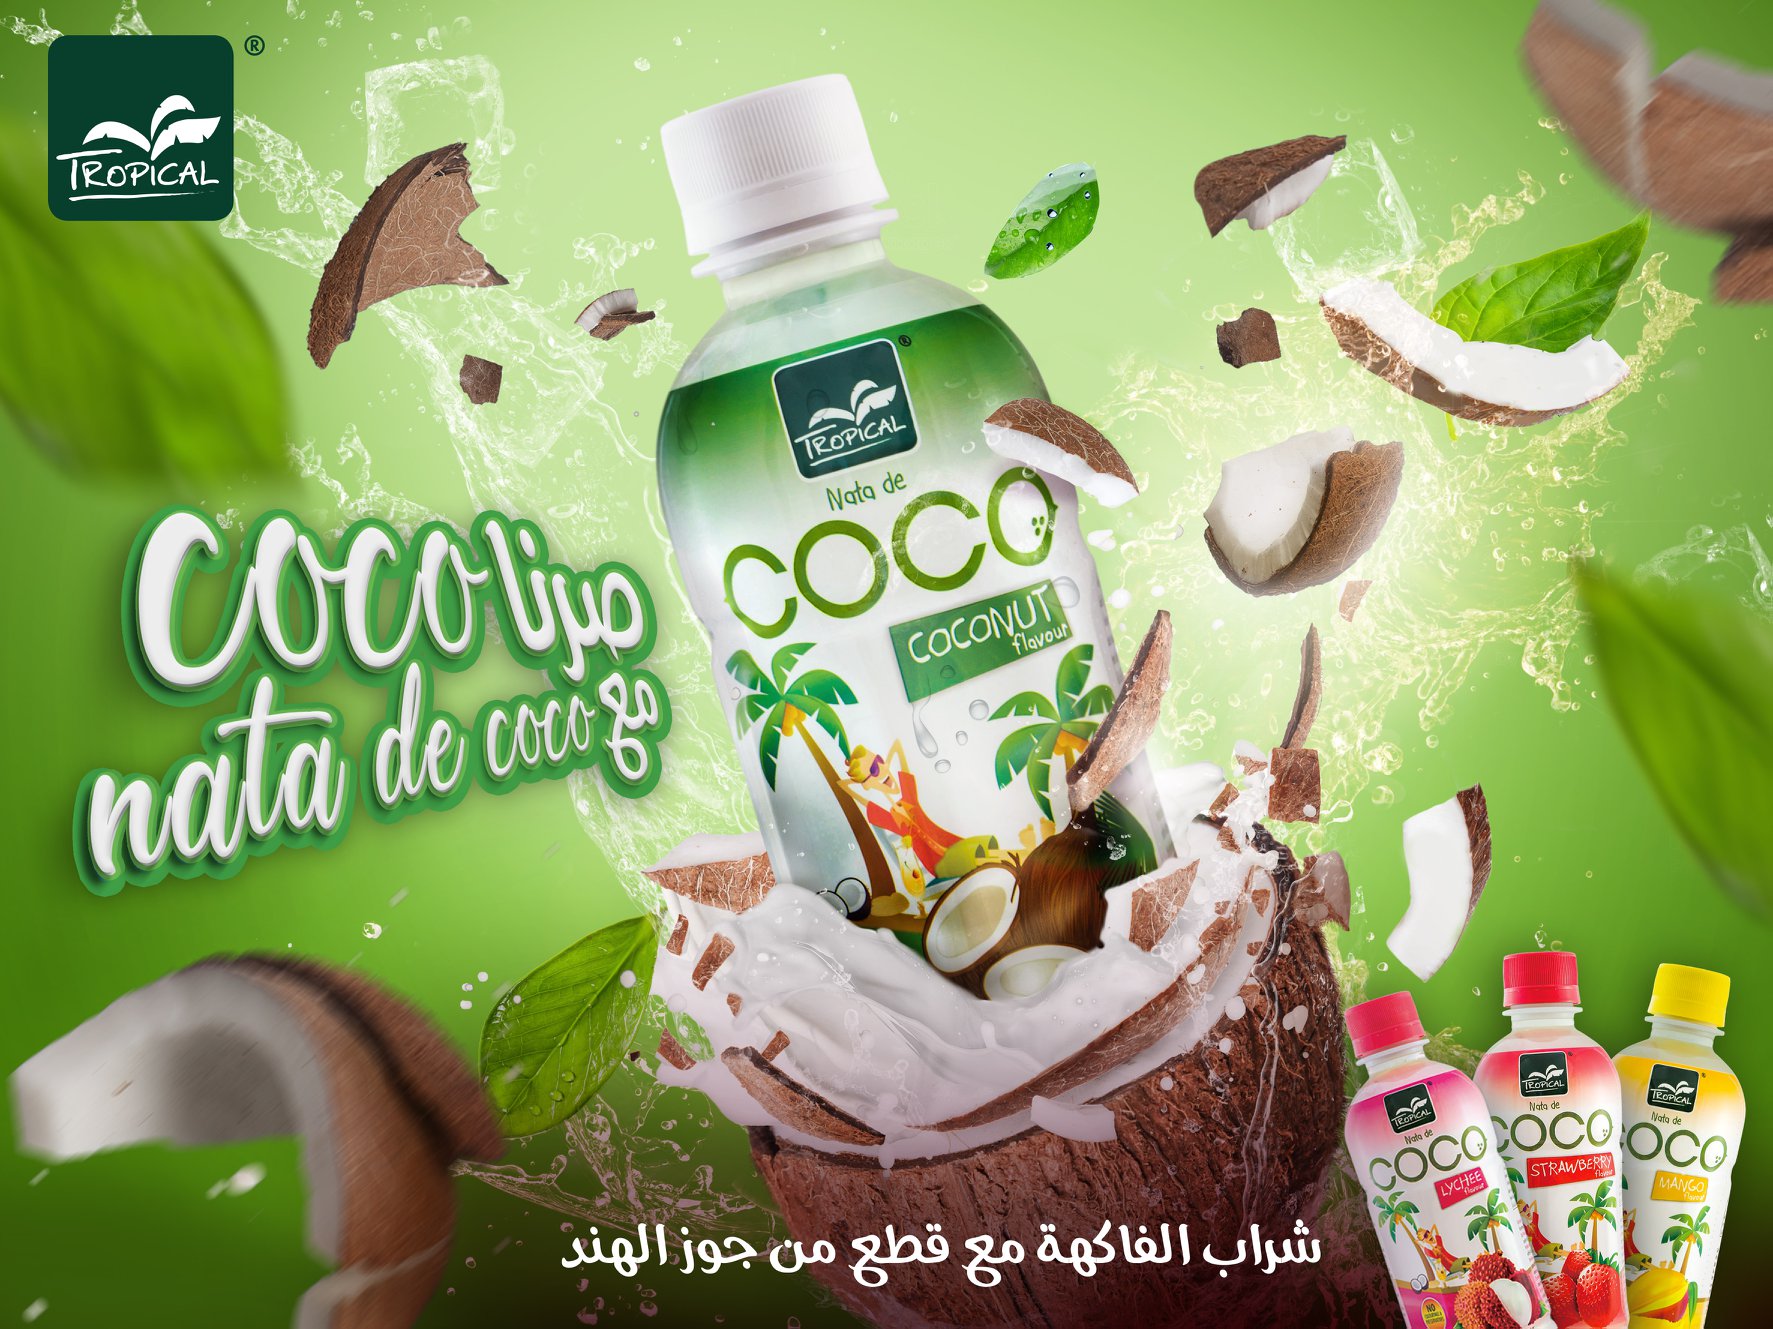 ®
TROPICAL
صرنا COCO
مع nata de coco
®
TROPICAL
Nata de
COCO
COCONUT
flavour
شراب الفاكهة مع قطع من جوز الهند
TROPICAL
Nata de
COCO
LYCHEE
flavour
NO
TROPICAL
Nata de
COCO
STRAWBERRY
flavour
TROPICAL
Nata de
COCO
MANGO
flavour